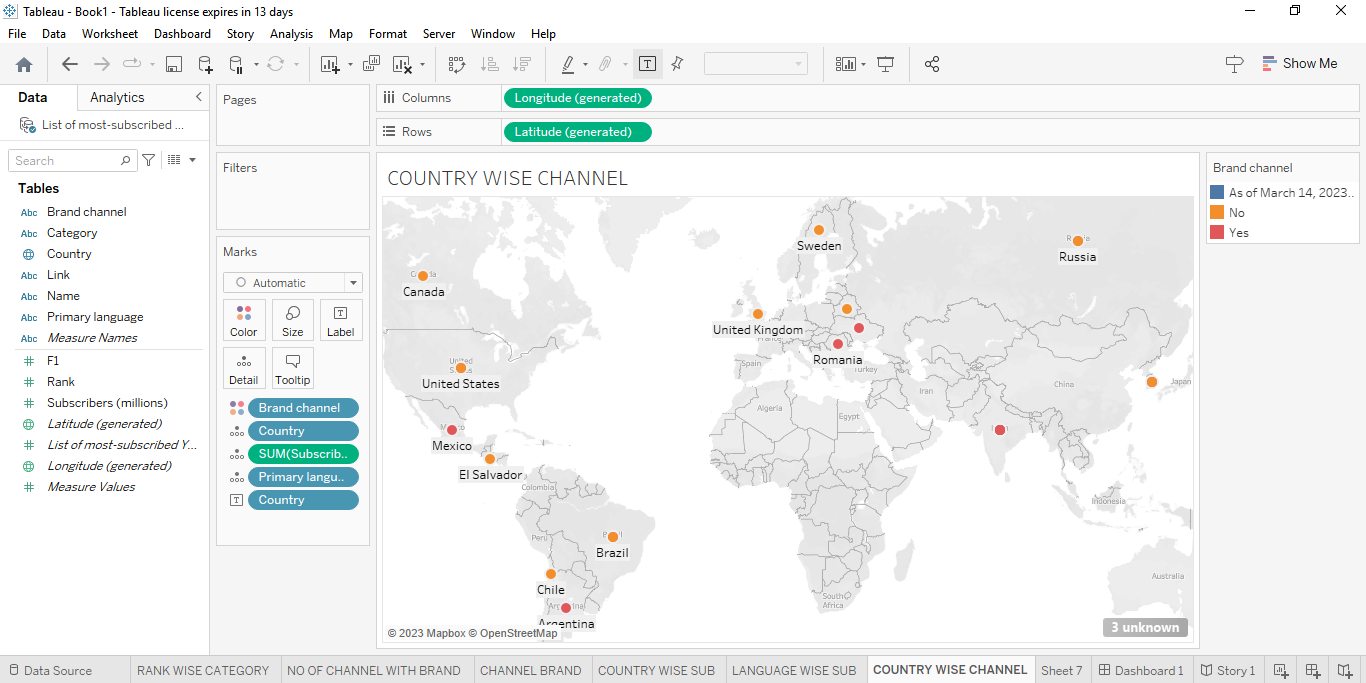 Tableau - Book1 - Tableau license expires in 13 days
File Data Worksheet Dashboard Story Analysis Map Format Server Window Help
Show Me
Data Analytics
List of most-subscribed ...
Search
Tables
Abc Brand channel
Abc Category
Country
Abc Link
Abc Name
Abc Primary language
Abc Measure Names
F1
Rank
Subscribers (millions)
Latitude (generated)
List of most-subscribed Y...
Longitude (generated)
Measure Values
Pages
Filters
Marks
Automatic
Color Size Label
Detail Tooltip
Brand channel
Country
SUM(Subscrib..
Primary langu..
Country
Columns Longitude (generated)
Rows Latitude (generated)
COUNTRY WISE CHANNEL
Sweden
Russia
Canada
United Kingdom
France
Romania
Spain
Turkey
United States
China
Japan
Iran
Algeria
Egypt
Mexico
El Salvador
Colombia
Indonesia
Peru
Brazil
Chile
Australia
South
Africa
Argentina
© 2023 Mapbox © OpenStreetMap
3 unknown
Brand channel
As of March 14, 2023..
No
Yes
Data Source RANK WISE CATEGORY NO OF CHANNEL WITH BRAND CHANNEL BRAND COUNTRY WISE SUB LANGUAGE WISE SUB COUNTRY WISE CHANNEL Sheet 7 Dashboard 1 Story 1